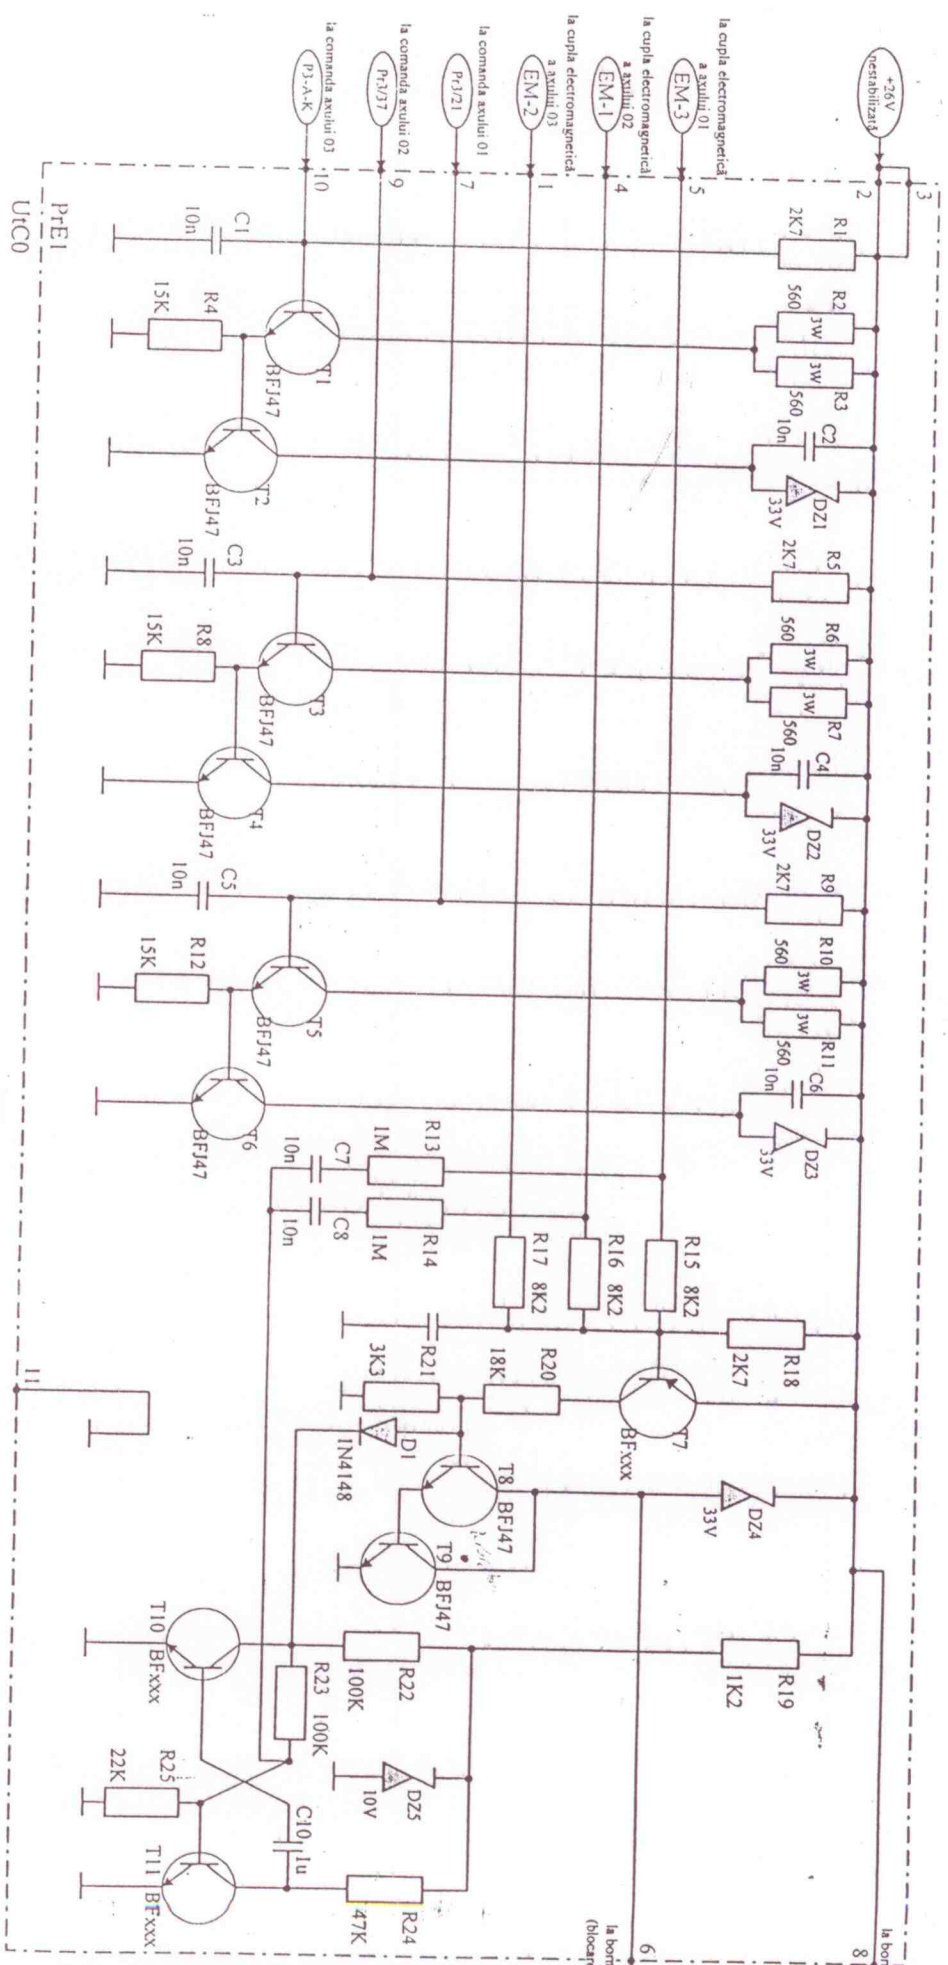 +26V
nestabilizată
la cupla electromagnetică
a axului 01
EM-3
la cupla electromagnetică
a axului 02
EM-1
la cupla electromagnetică
a axului 03
EM-2
la comanda axului 01
Pr3/21
la comanda axului 02
Pr3/37
la comanda axului 03
P3-A-K
3
2
5
4
1
7
9
10
PrE1
UtC0
R1
2K7
R2
560
3W
R3
560
3W
C1
10n
R4
15K
T1
BFJ47
T2
BFJ47
C2
10n
DZ1
33V
C3
10n
R5
2K7
R6
560
3W
R7
560
3W
R8
15K
T3
BFJ47
T4
BFJ47
C4
10n
DZ2
33V
C5
10n
R9
2K7
R10
560
3W
R11
560
3W
R12
15K
T5
BFJ47
T6
BFJ47
C6
10n
DZ3
33V
R13
1M
C7
10n
R14
1M
C8
10n
R15 8K2
R16 8K2
R17 8K2
R18
2K7
R20
18K
R21
3K3
T7
BFxxx
D1
1N4148
T8
BFJ47
T9
BFJ47
DZ4
33V
R19
1K2
R22
100K
R23 100K
DZ5
10V
R24
47K
C10
1u
R25
22K
T10
BFxxx
T11
BFxxx
11
8
la born
6
la born
(blocar